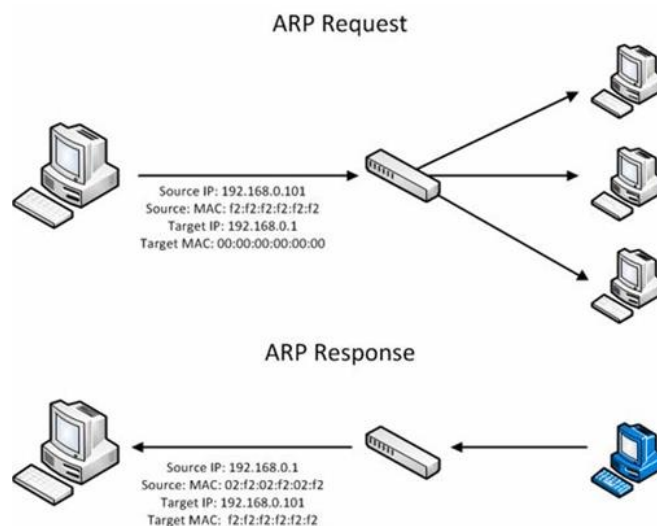 ARP Request
Source IP: 192.168.0.101
Source: MAC: f2:f2:f2:f2:f2:f2
Target IP: 192.168.0.1
Target MAC: 00:00:00:00:00:00
ARP Response
Source IP: 192.168.0.1
Source: MAC: 02:f2:02:f2:02:f2
Target IP: 192.168.0.101
Target MAC: f2:f2:f2:f2:f2:f2